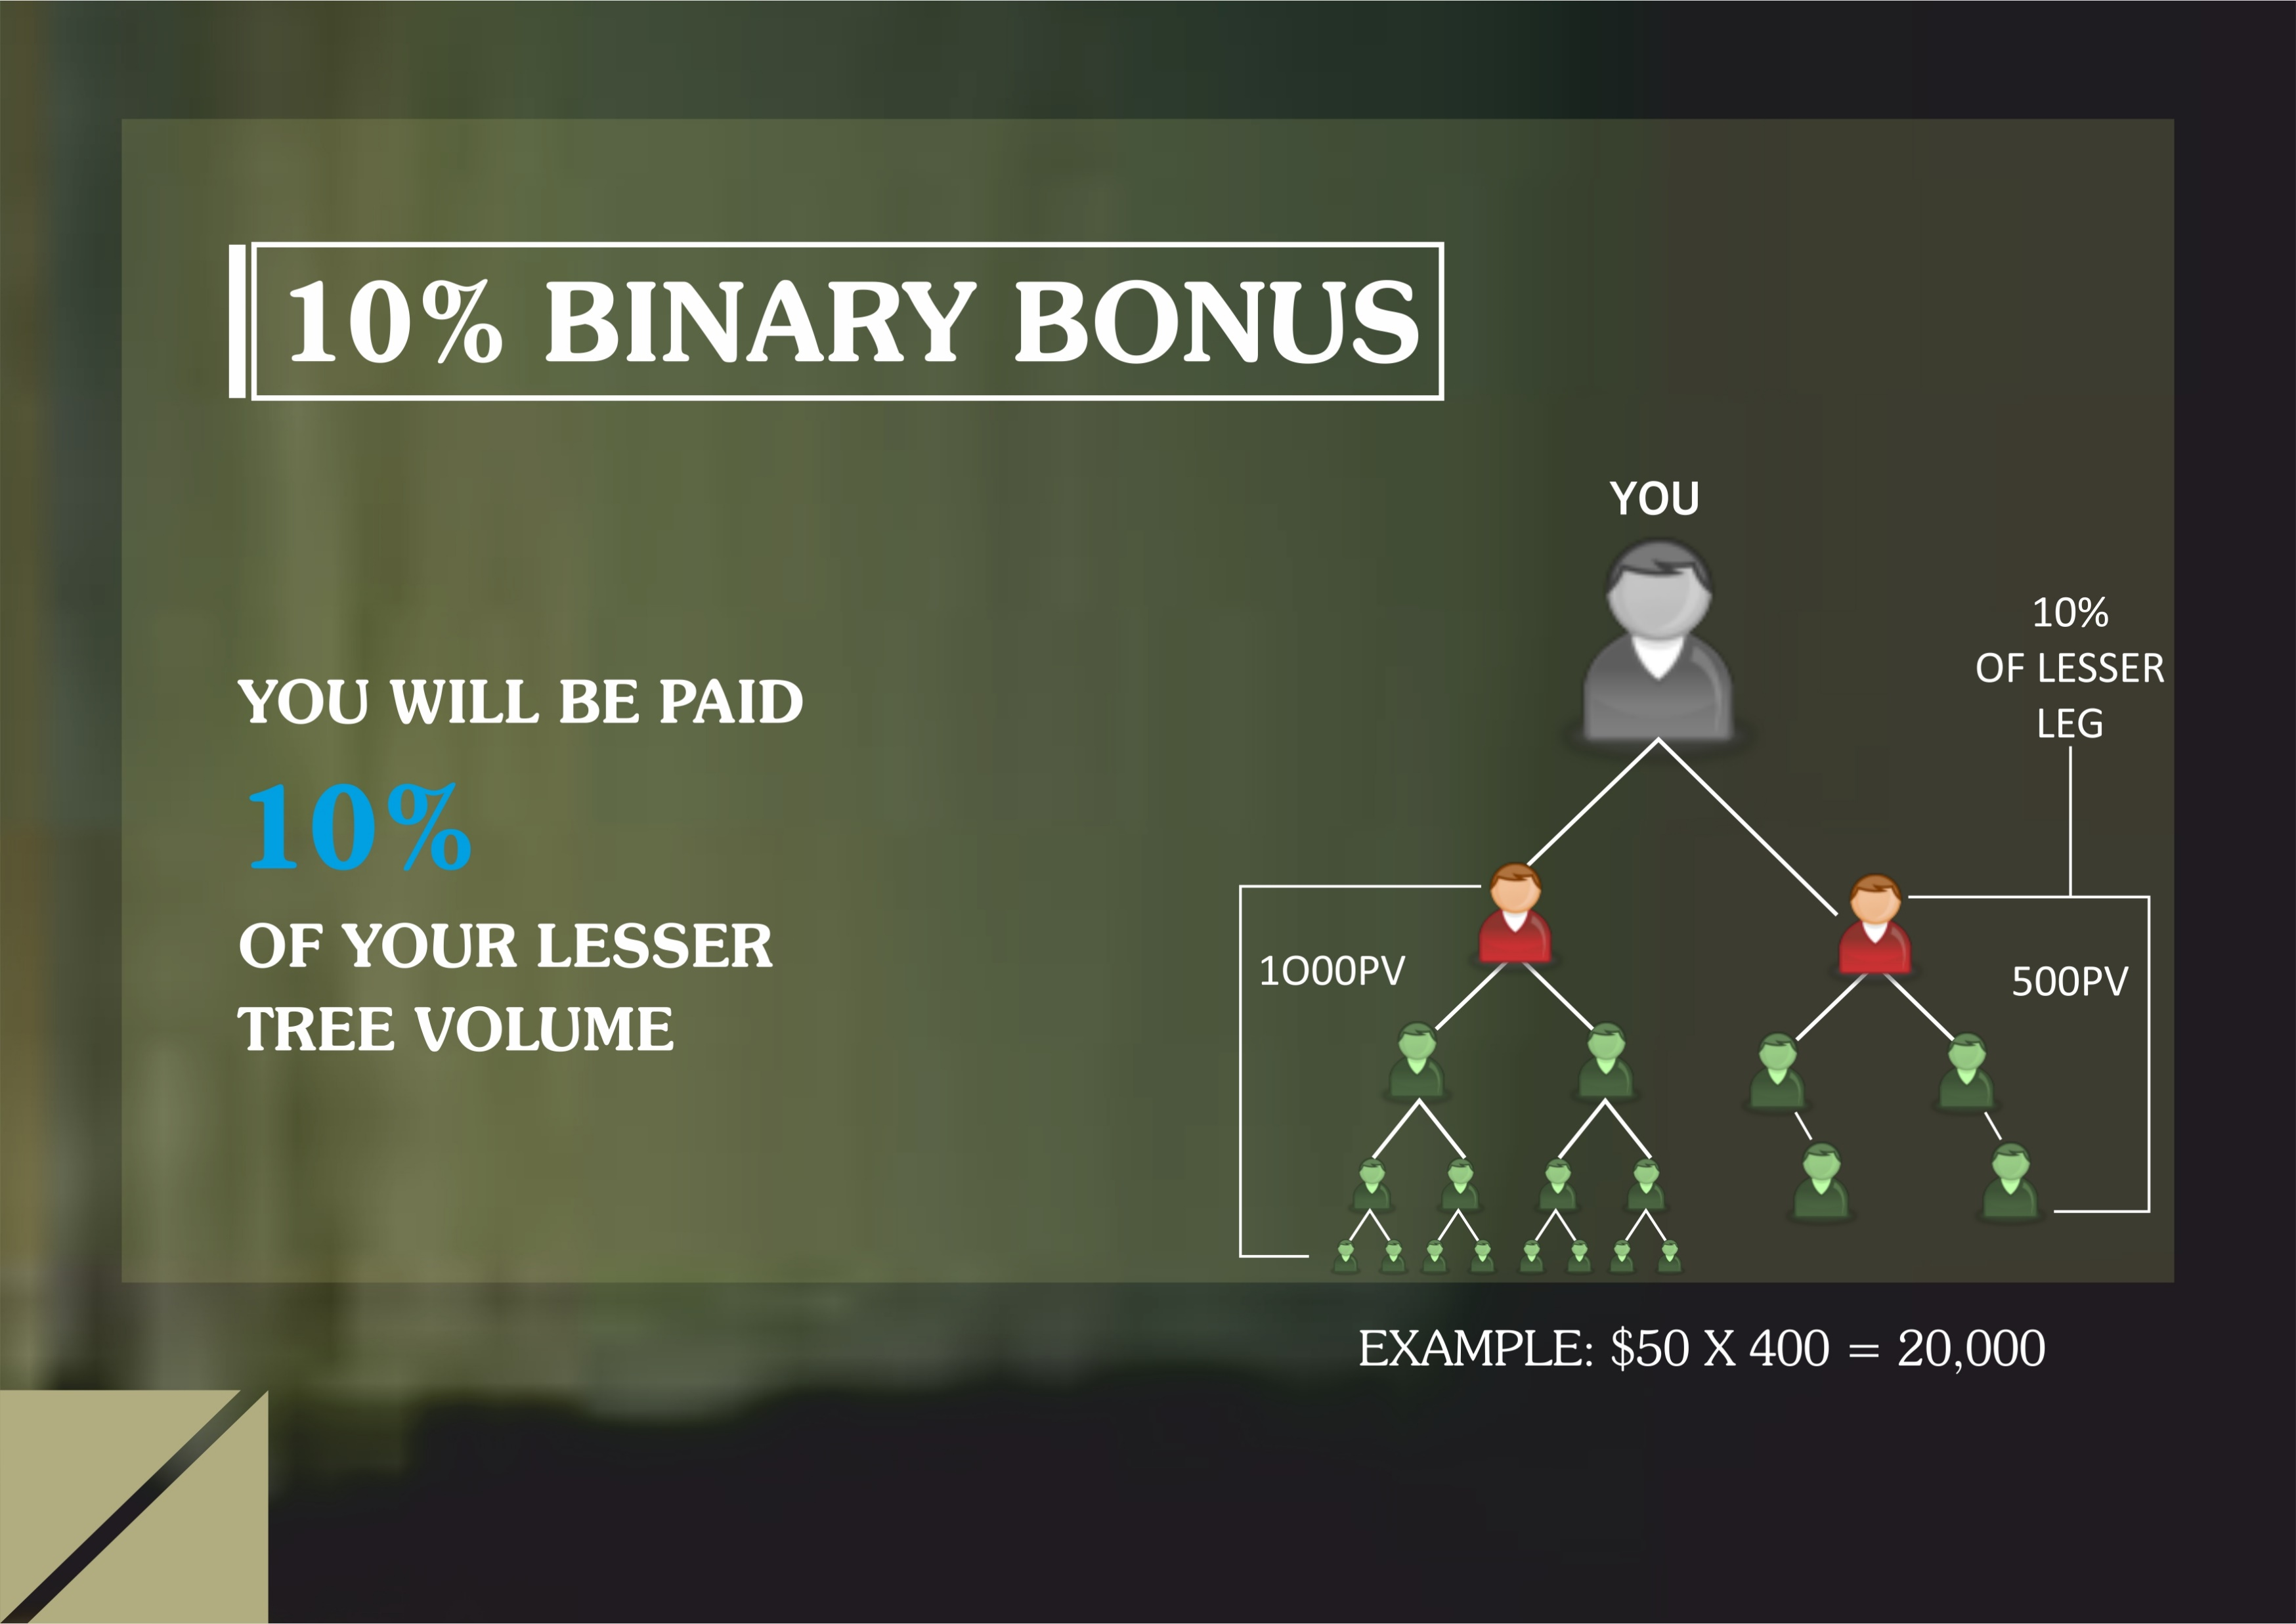 10% BINARY BONUS
YOU WILL BE PAID
10%
OF YOUR LESSER
TREE VOLUME
YOU
10%
OF LESSER
LEG
1O00PV
500PV
EXAMPLE: $50 X 400 = 20,000